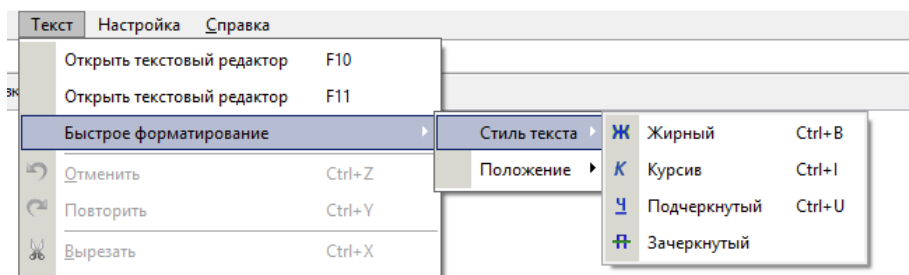 Текст Настройка Справка
Открыть текстовый редактор F10
Открыть текстовый редактор F11
Быстрое форматирование
Отменить Ctrl+Z
Повторить Ctrl+Y
Вырезать Ctrl+X
Стиль текста
Положение
Ж Жирный Ctrl+B
К Курсив Ctrl+I
Ч Подчеркнутый Ctrl+U
П Зачеркнутый